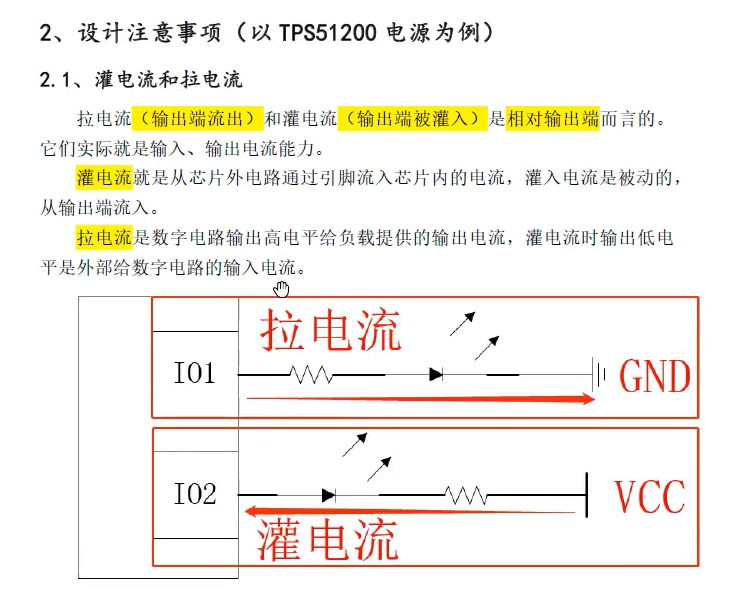 2、设计注意事项（以 TPS51200 电源为例）
2.1、灌电流和拉电流
拉电流（输出端流出）和灌电流（输出端被灌入）是相对输出端而言的。
它们实际就是输入、输出电流能力。
灌电流就是从芯片外电路通过引脚流入芯片内的电流，灌入电流是被动的，
从输出端流入。
拉电流是数字电路输出高电平给负载提供的输出电流，灌电流时输出低电
平是外部给数字电路的输入电流。
拉电流
IO1
GND
IO2
VCC
灌电流